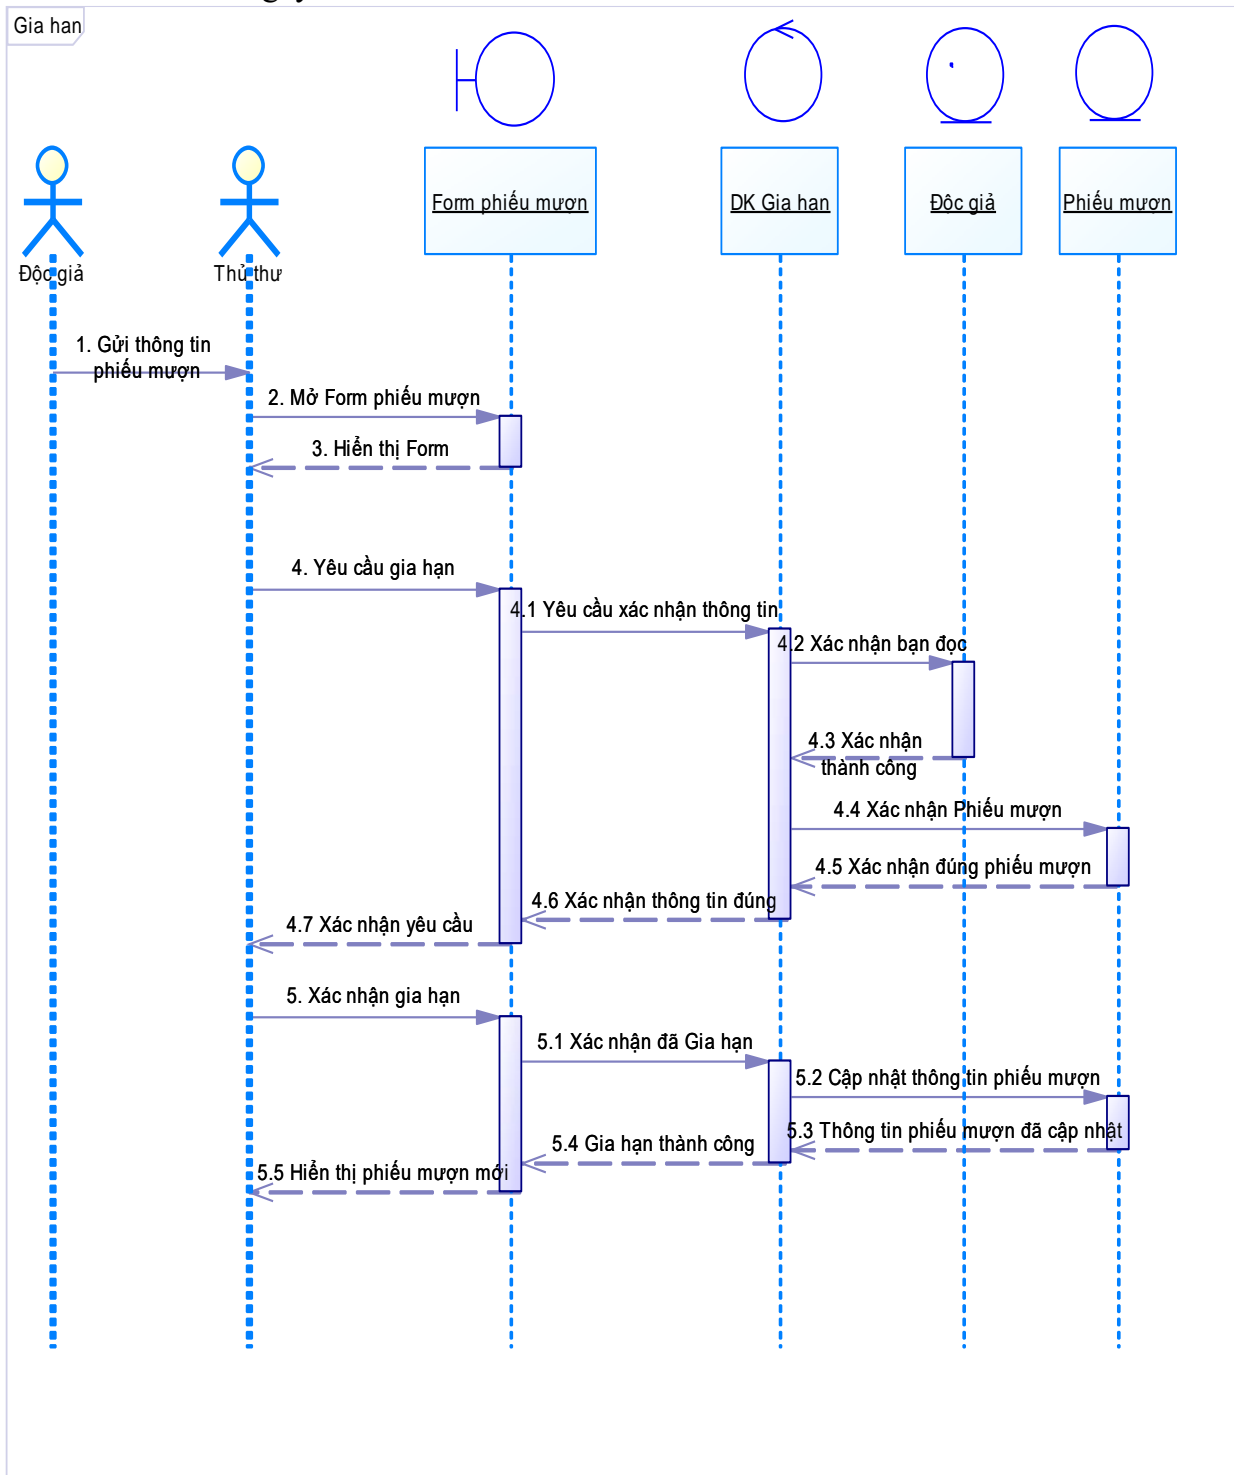 Gia han
Form phiếu mượn
DK Gia han
Độc giả
Phiếu mượn
Độc giả
Thủ thư
1. Gửi thông tin
phiếu mượn
2. Mở Form phiếu mượn
3. Hiển thị Form
4. Yêu cầu gia hạn
4.1 Yêu cầu xác nhận thông tin
4.2 Xác nhận bạn đọc
4.3 Xác nhận
thành công
4.4 Xác nhận Phiếu mượn
4.5 Xác nhận đúng phiếu mượn
4.6 Xác nhận thông tin đúng
4.7 Xác nhận yêu cầu
5. Xác nhận gia hạn
5.1 Xác nhận đã Gia hạn
5.2 Cập nhật thông tin phiếu mượn
5.3 Thông tin phiếu mượn đã cập nhật
5.4 Gia hạn thành công
5.5 Hiển thị phiếu mượn mới